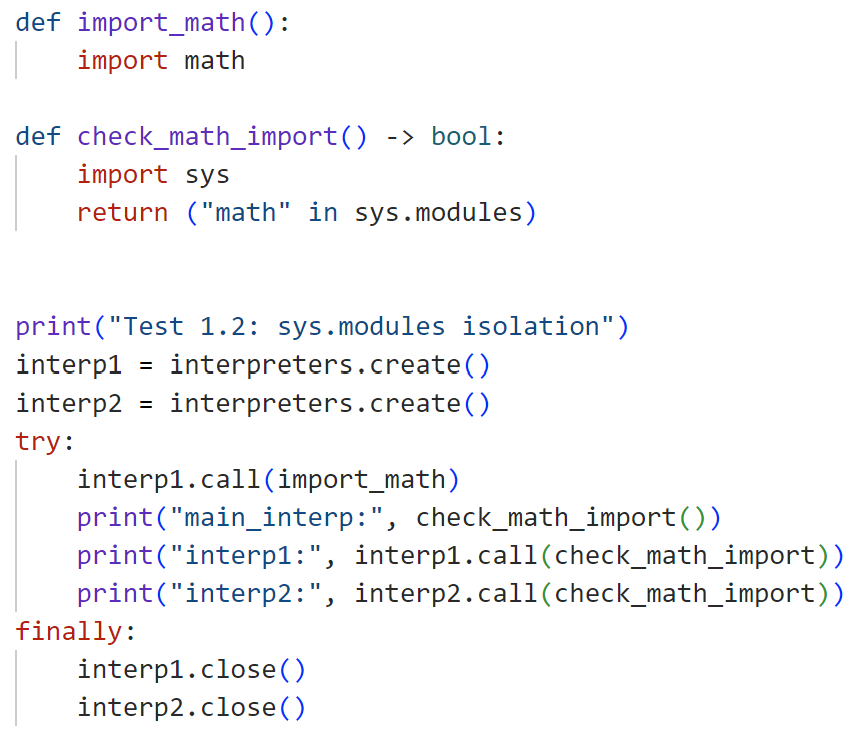 def import_math():
    import math
def check_math_import() -> bool:
    import sys
    return ("math" in sys.modules)
print("Test 1.2: sys.modules isolation")
interp1 = interpreters.create()
interp2 = interpreters.create()
try:
    interp1.call(import_math)
    print("main_interp:", check_math_import())
    print("interp1:", interp1.call(check_math_import))
    print("interp2:", interp2.call(check_math_import))
finally:
    interp1.close()
    interp2.close()